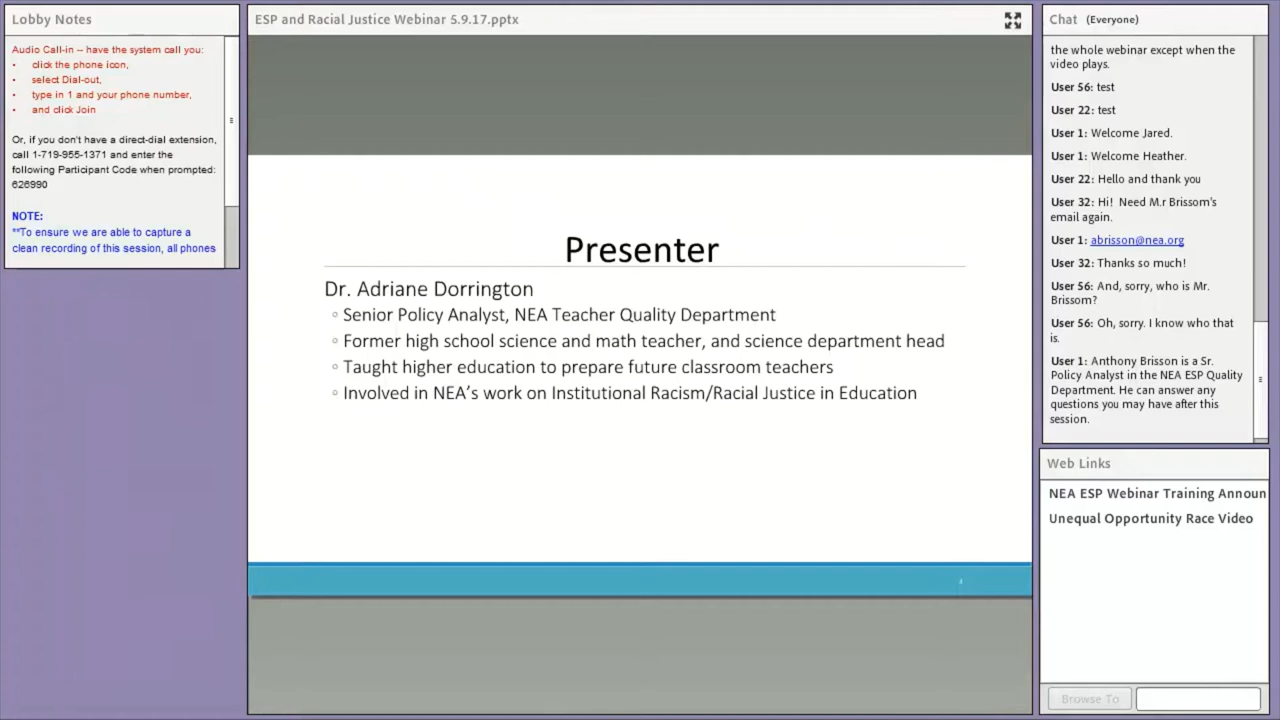 Lobby Notes
Audio Call-in -- have the system call you:
• click the phone icon,
• select Dial-out,
• type in 1 and your phone number,
• and click Join
Or, if you don't have a direct-dial extension,
call 1-719-955-1371 and enter the
following Participant Code when prompted:
626990
NOTE:
**To ensure we are able to capture a
clean recording of this session, all phones
ESP and Racial Justice Webinar 5.9.17.pptx
Presenter
Dr. Adriane Dorrington
◦ Senior Policy Analyst, NEA Teacher Quality Department
◦ Former high school science and math teacher, and science department head
◦ Taught higher education to prepare future classroom teachers
◦ Involved in NEA's work on Institutional Racism/Racial Justice in Education
Chat (Everyone)
the whole webinar except when the
video plays.
User 56: test
User 22: test
User 1: Welcome Jared.
User 1: Welcome Heather.
User 22: Hello and thank you
User 32: Hi! Need M.r Brissom's
email again.
User 1: abrisson@nea.org
User 32: Thanks so much!
User 56: And, sorry, who is Mr.
Brissom?
User 56: Oh, sorry. I know who that
is.
User 1: Anthony Brisson is a Sr.
Policy Analyst in the NEA ESP Quality
Department. He can answer any
questions you may have after this
session.
Web Links
NEA ESP Webinar Training Announ
Unequal Opportunity Race Video
Browse To